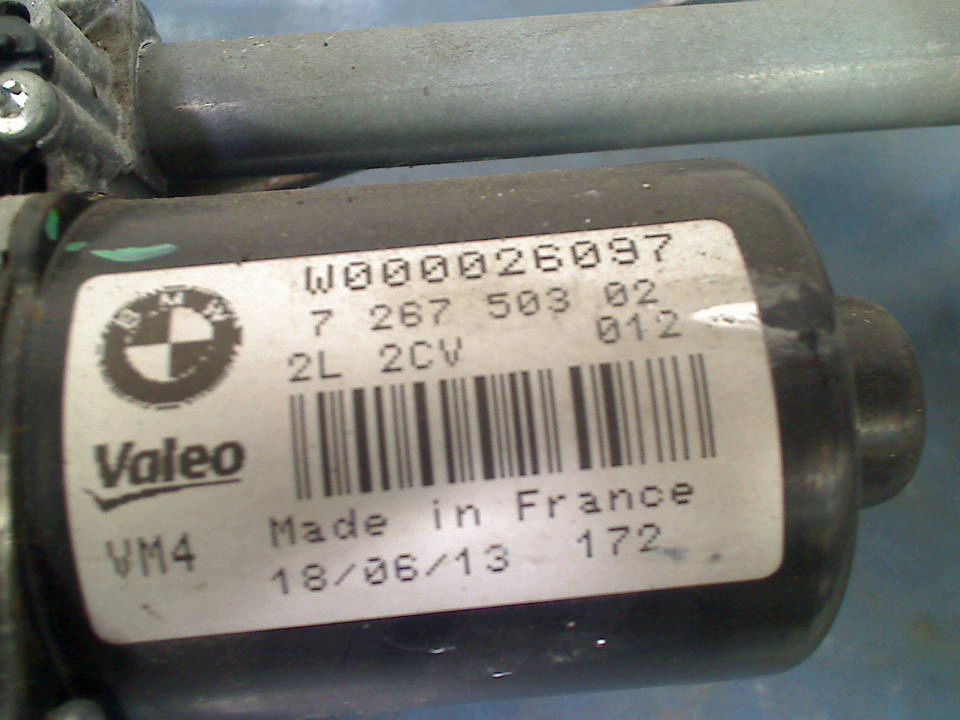 W000026097
7 267 503 02
2L 2CV 012
BMW
Valeo
Made in France
VM4
18/06/13 172